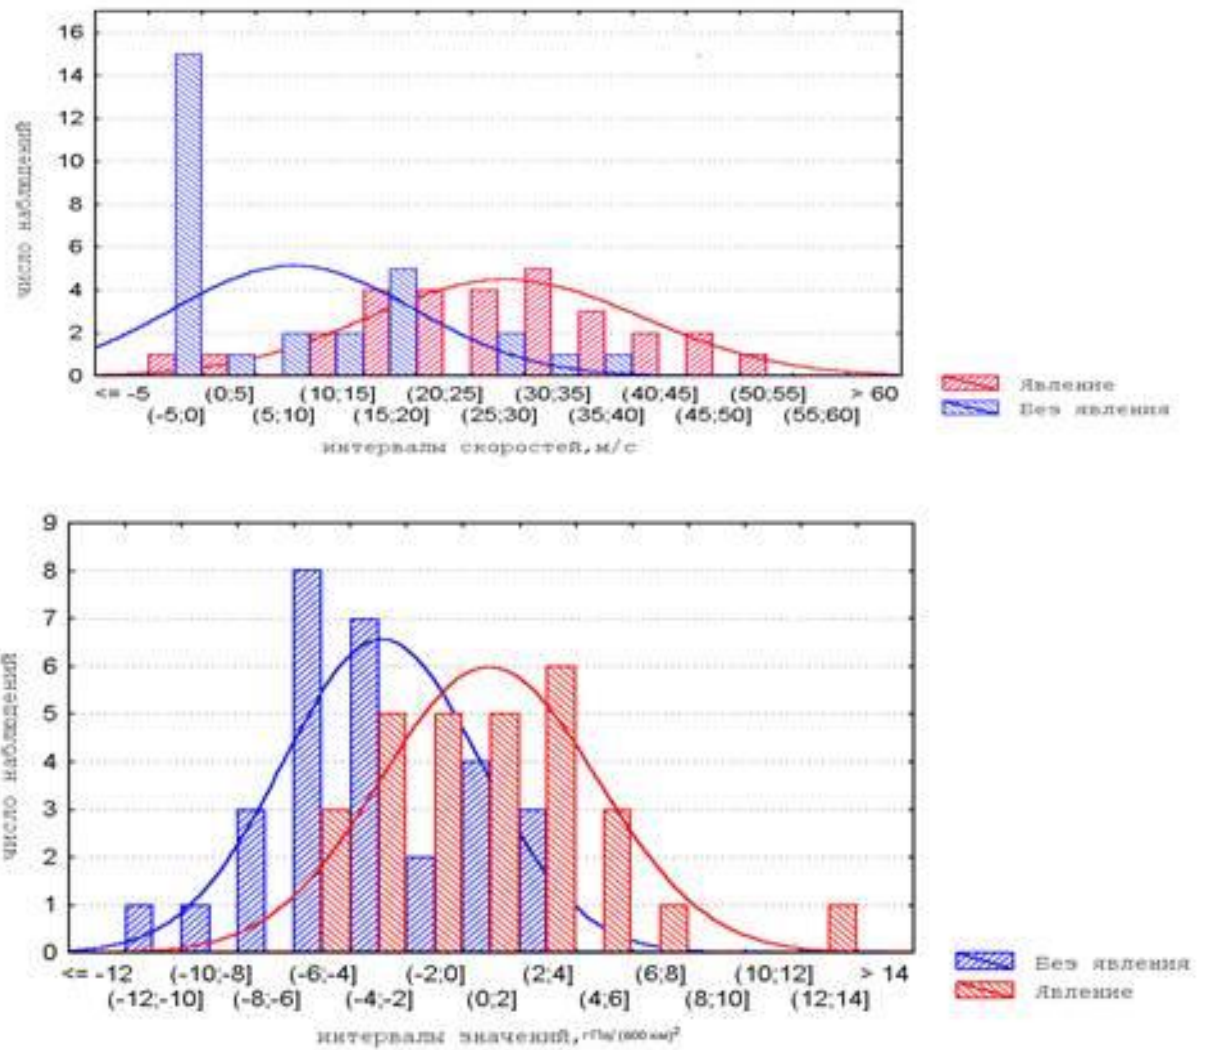 16
14
12
10
8
6
4
2
0
число наблюдений
<= -5 (0;5] (10;15] (20;25] (30;35] (40;45] (50;55] > 60
(-5;0] (5;10] (15;20] (25;30] (35;40] (45;50] (55;60]
интервалы скоростей,м/с
Явление
Без явления
9
8
7
6
5
4
3
2
1
0
число наблюдений
<= -12 (-10;-8] (-6;-4] (-2;0] (2;4] (6;8] (10;12] > 14
(-12;-10] (-8;-6] (-4;-2] (0;2] (4;6] (8;10] (12;14]
интервалы значений,гПа/(600 км)²
Без явления
Явление